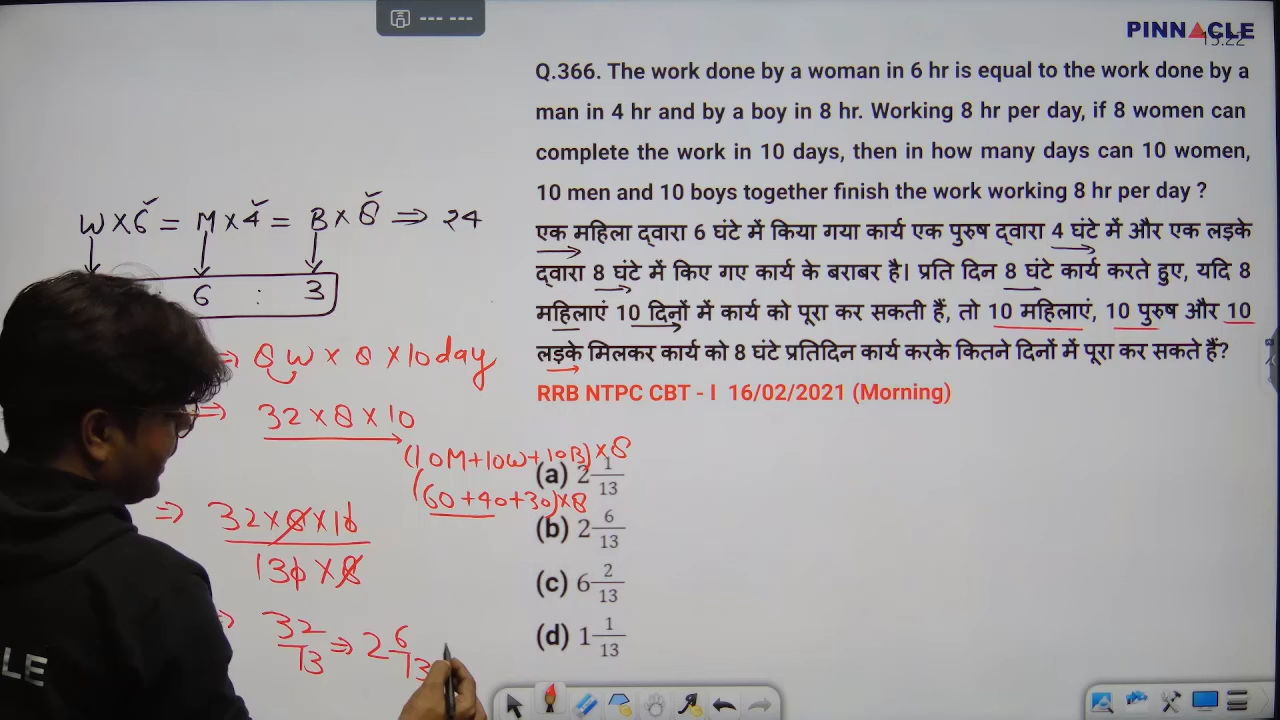 PINNACLE
15:22
Q.366. The work done by a woman in 6 hr is equal to the work done by a
man in 4 hr and by a boy in 8 hr. Working 8 hr per day, if 8 women can
complete the work in 10 days, then in how many days can 10 women,
10 men and 10 boys together finish the work working 8 hr per day ?
एक महिला द्वारा 6 घंटे में किया गया कार्य एक पुरुष द्वारा 4 घंटे में और एक लड़के
द्वारा 8 घंटे में किए गए कार्य के बराबर है। प्रति दिन 8 घंटे कार्य करते हुए, यदि 8
महिलाएं 10 दिनों में कार्य को पूरा कर सकती हैं, तो 10 महिलाएं, 10 पुरुष और 10
लड़के मिलकर कार्य को 8 घंटे प्रतिदिन कार्य करके कितने दिनों में पूरा कर सकते हैं?
RRB NTPC CBT - I 16/02/2021 (Morning)
(a) 2 1/13
(b) 2 6/13
(c) 6 2/13
(d) 1 1/13
W × 6 = M × 4 = B × 8 ⇒ 24
6 : 3
⇒ 8 W × 8 × 10 day
⇒ 32 × 8 × 10
(10M+10W+10B) × 8
(60+40+30) × 8
⇒ 32 × 8 × 10
130 × 8
⇒ 32/13 ⇒ 2 6/13
LE